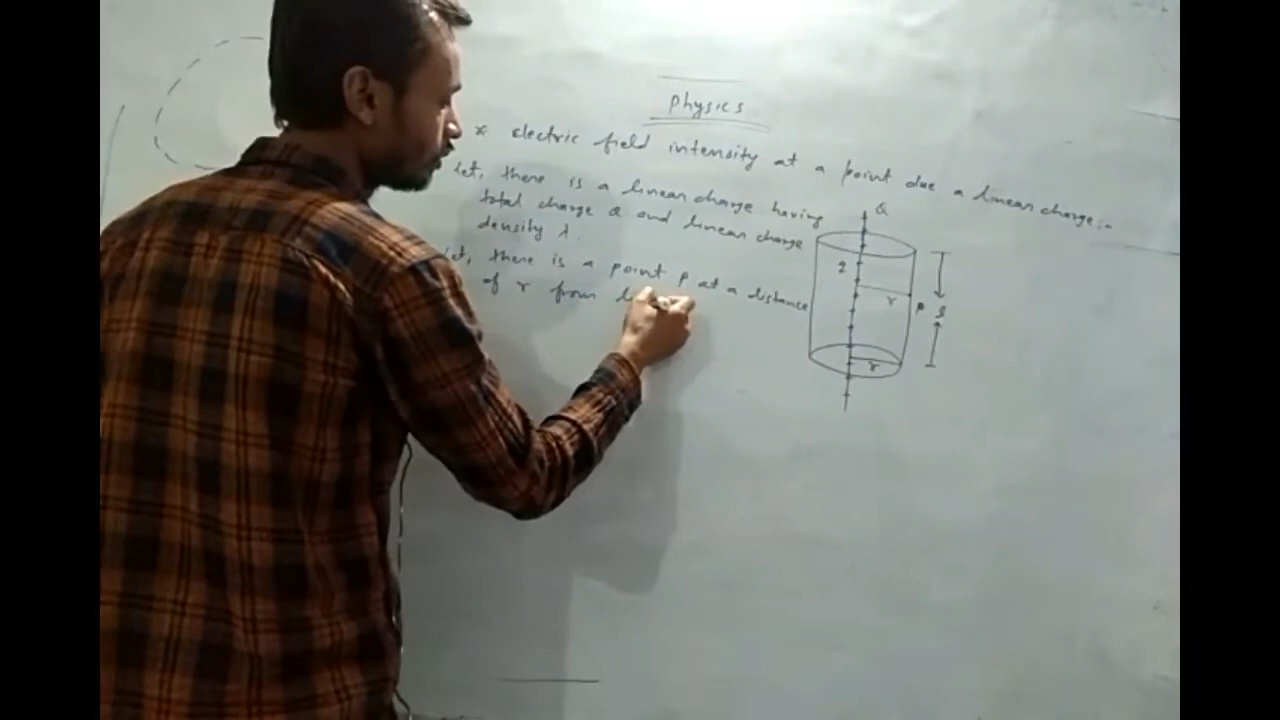 Physics
* electric field intensity at a point due a linear charge:-
let, there is a linear charge having
total charge Q and linear charge
density λ.
let, there is a point P at a distance
of r from
Q
q
r
P
l
r